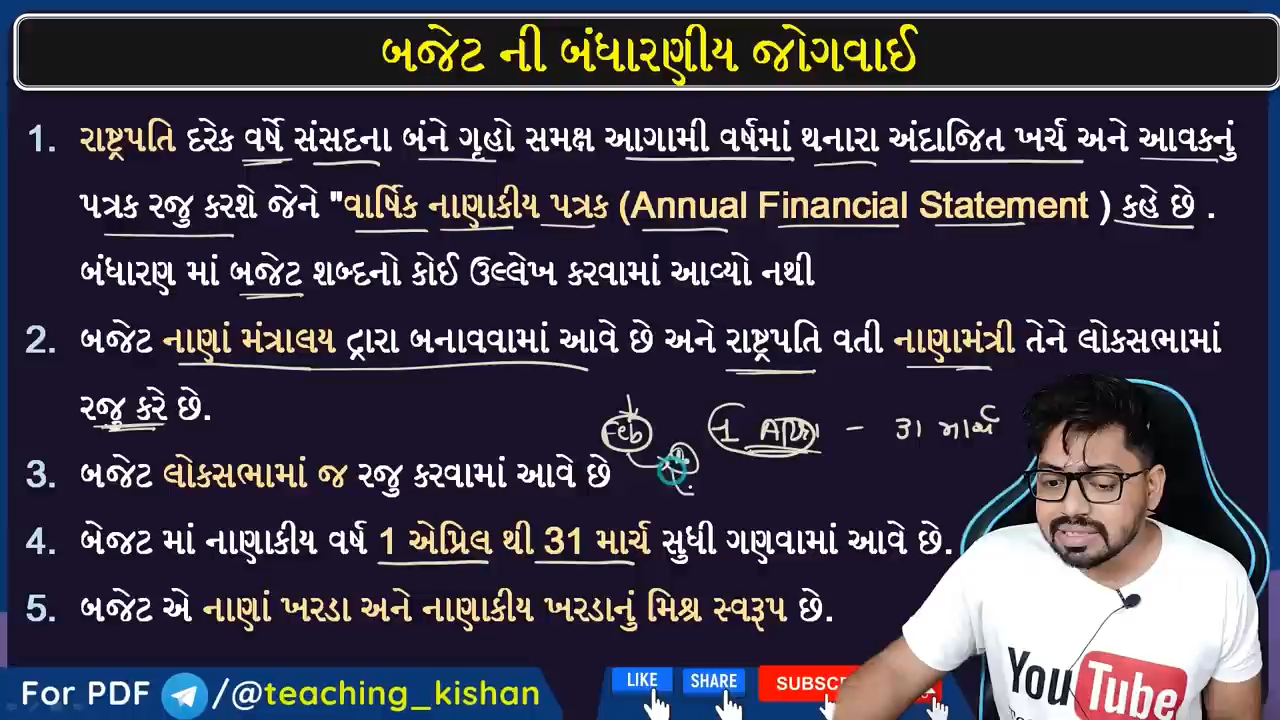 બજેટ ની બંધારણીય જોગવાઈ
1. રાષ્ટ્રપતિ દરેક વર્ષે સંસદના બંને ગૃહો સમક્ષ આગામી વર્ષમાં થનારા અંદાજિત ખર્ચ અને આવકનું
પત્રક રજુ કરશે જેને "વાર્ષિક નાણાકીય પત્રક (Annual Financial Statement ) કહે છે .
બંધારણ માં બજેટ શબ્દનો કોઈ ઉલ્લેખ કરવામાં આવ્યો નથી
2. બજેટ નાણાં મંત્રાલય દ્રારા બનાવવામાં આવે છે અને રાષ્ટ્રપતિ વતી નાણામંત્રી તેને લોકસભામાં
રજુ કરે છે.
Feb 1 April - 31 માર્ચ
3. બજેટ લોકસભામાં જ રજુ કરવામાં આવે છે
4. બેજટ માં નાણાકીય વર્ષ 1 એપ્રિલ થી 31 માર્ચ સુધી ગણવામાં આવે છે.
5. બજેટ એ નાણાં ખરડા અને નાણાકીય ખરડાનું મિશ્ર સ્વરૂપ છે.
You Tube
For PDF /@teaching_kishan
LIKE SHARE